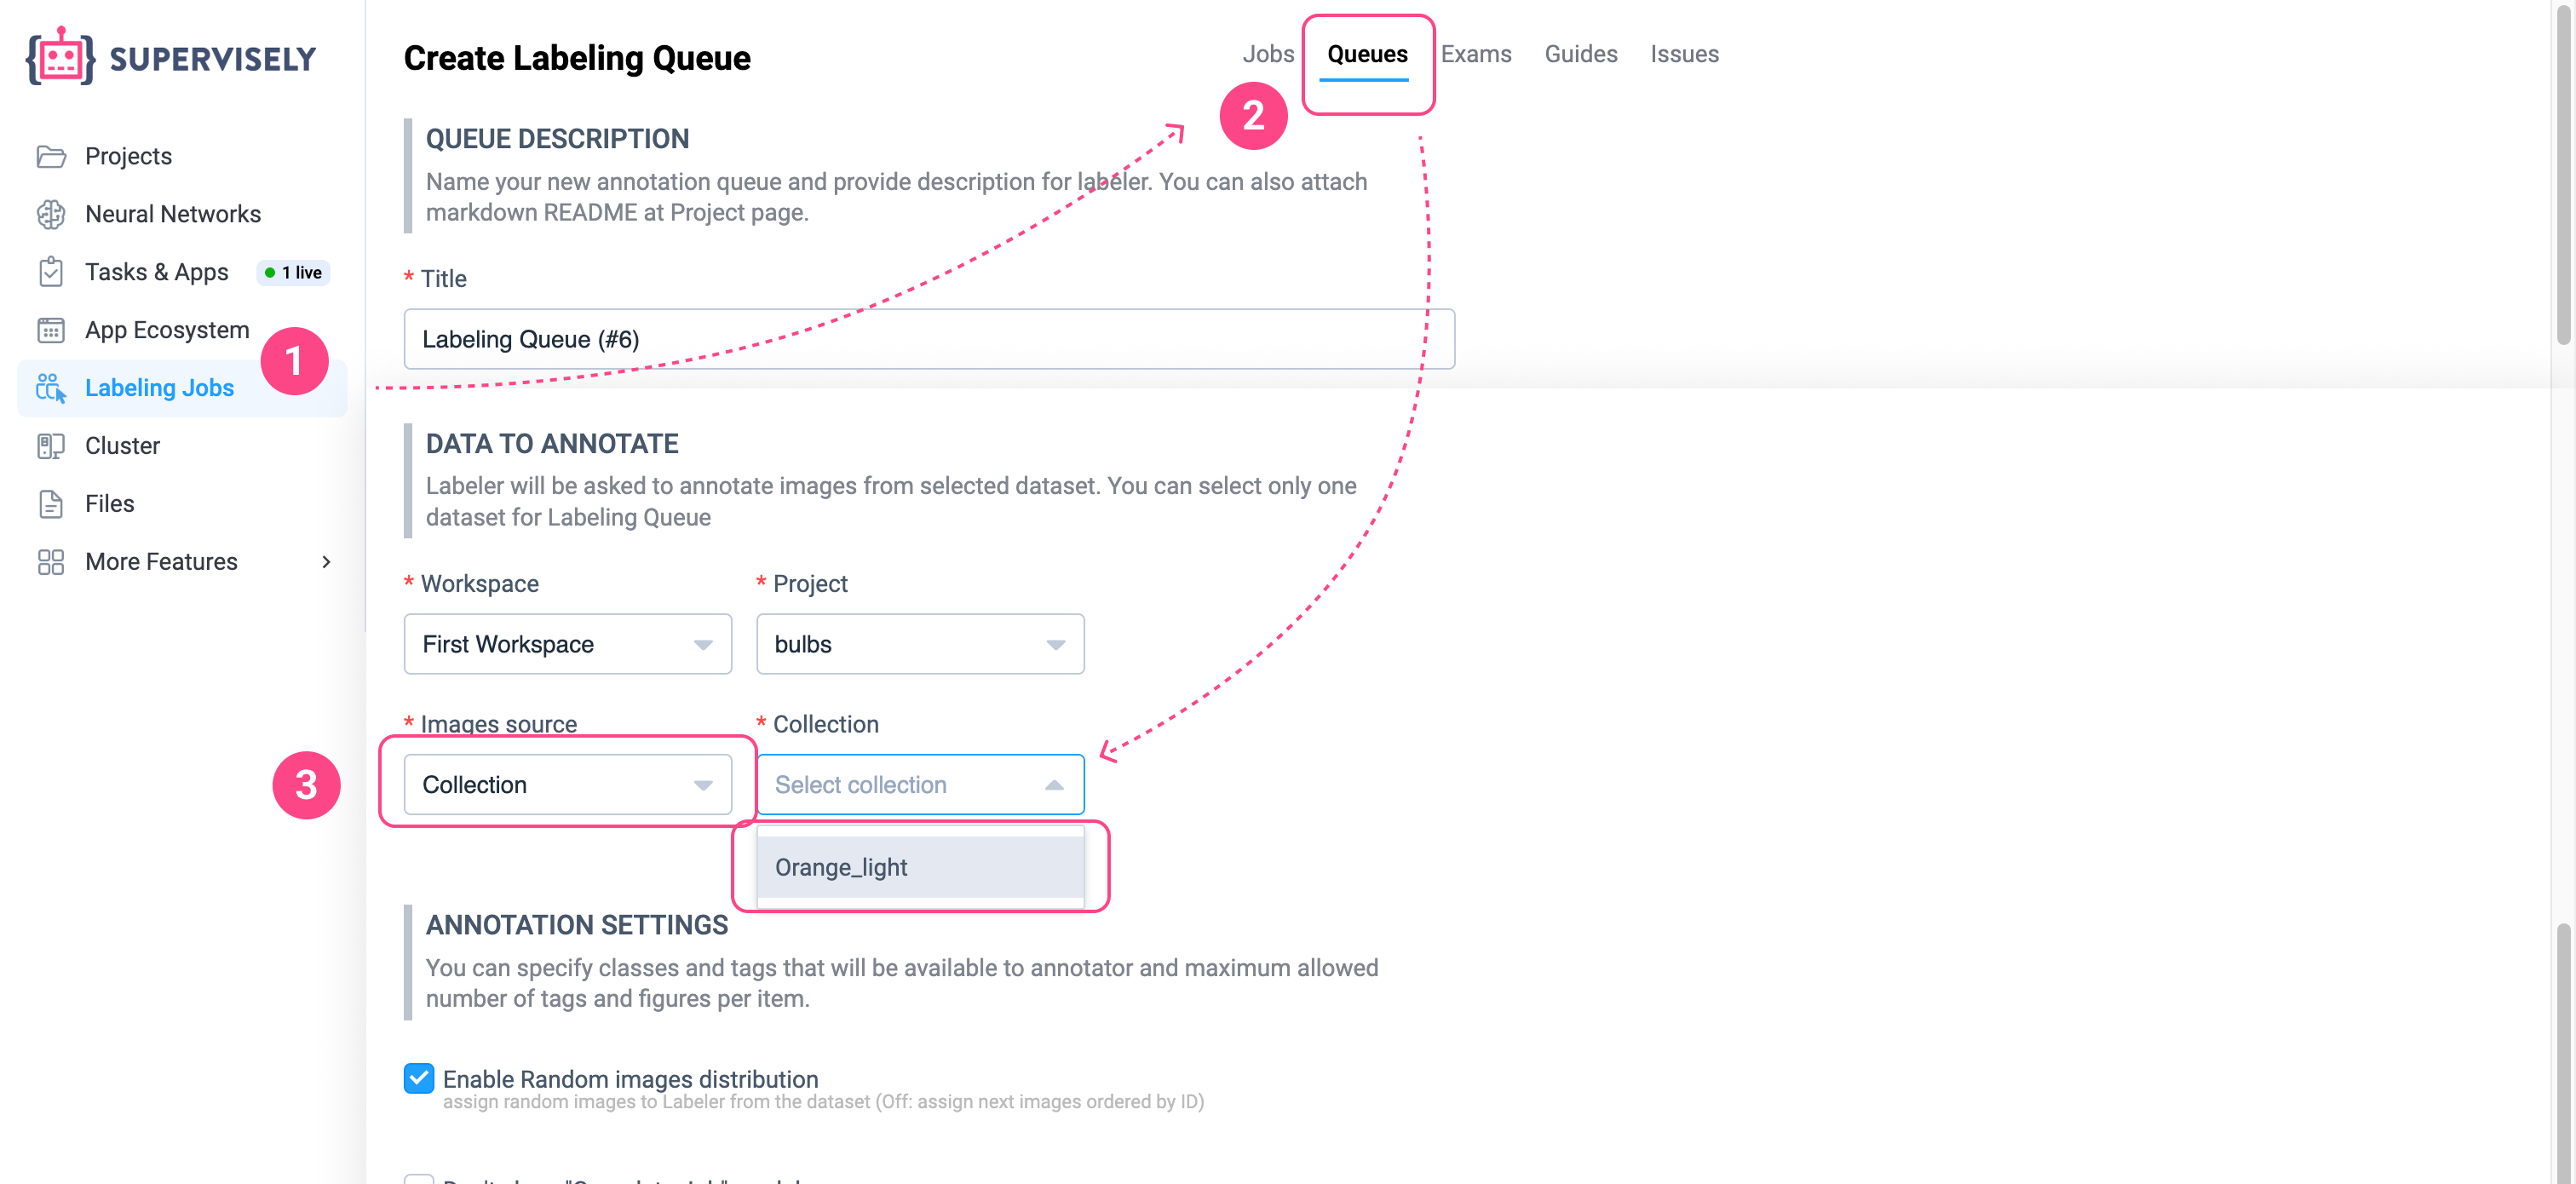 SUPERVISELY
Projects
Neural Networks
Tasks & Apps
1 live
App Ecosystem
1
Labeling Jobs
Cluster
Files
More Features
Create Labeling Queue
Jobs
Queues
Exams
Guides
Issues
2
QUEUE DESCRIPTION
Name your new annotation queue and provide description for labeler. You can also attach
markdown README at Project page.
* Title
Labeling Queue (#6)
DATA TO ANNOTATE
Labeler will be asked to annotate images from selected dataset. You can select only one
dataset for Labeling Queue
* Workspace
* Project
First Workspace
bulbs
* Images source
* Collection
3
Collection
Select collection
Orange_light
ANNOTATION SETTINGS
You can specify classes and tags that will be available to annotator and maximum allowed
number of tags and figures per item.
Enable Random images distribution
assign random images to Labeler from the dataset (Off: assign next images ordered by ID)